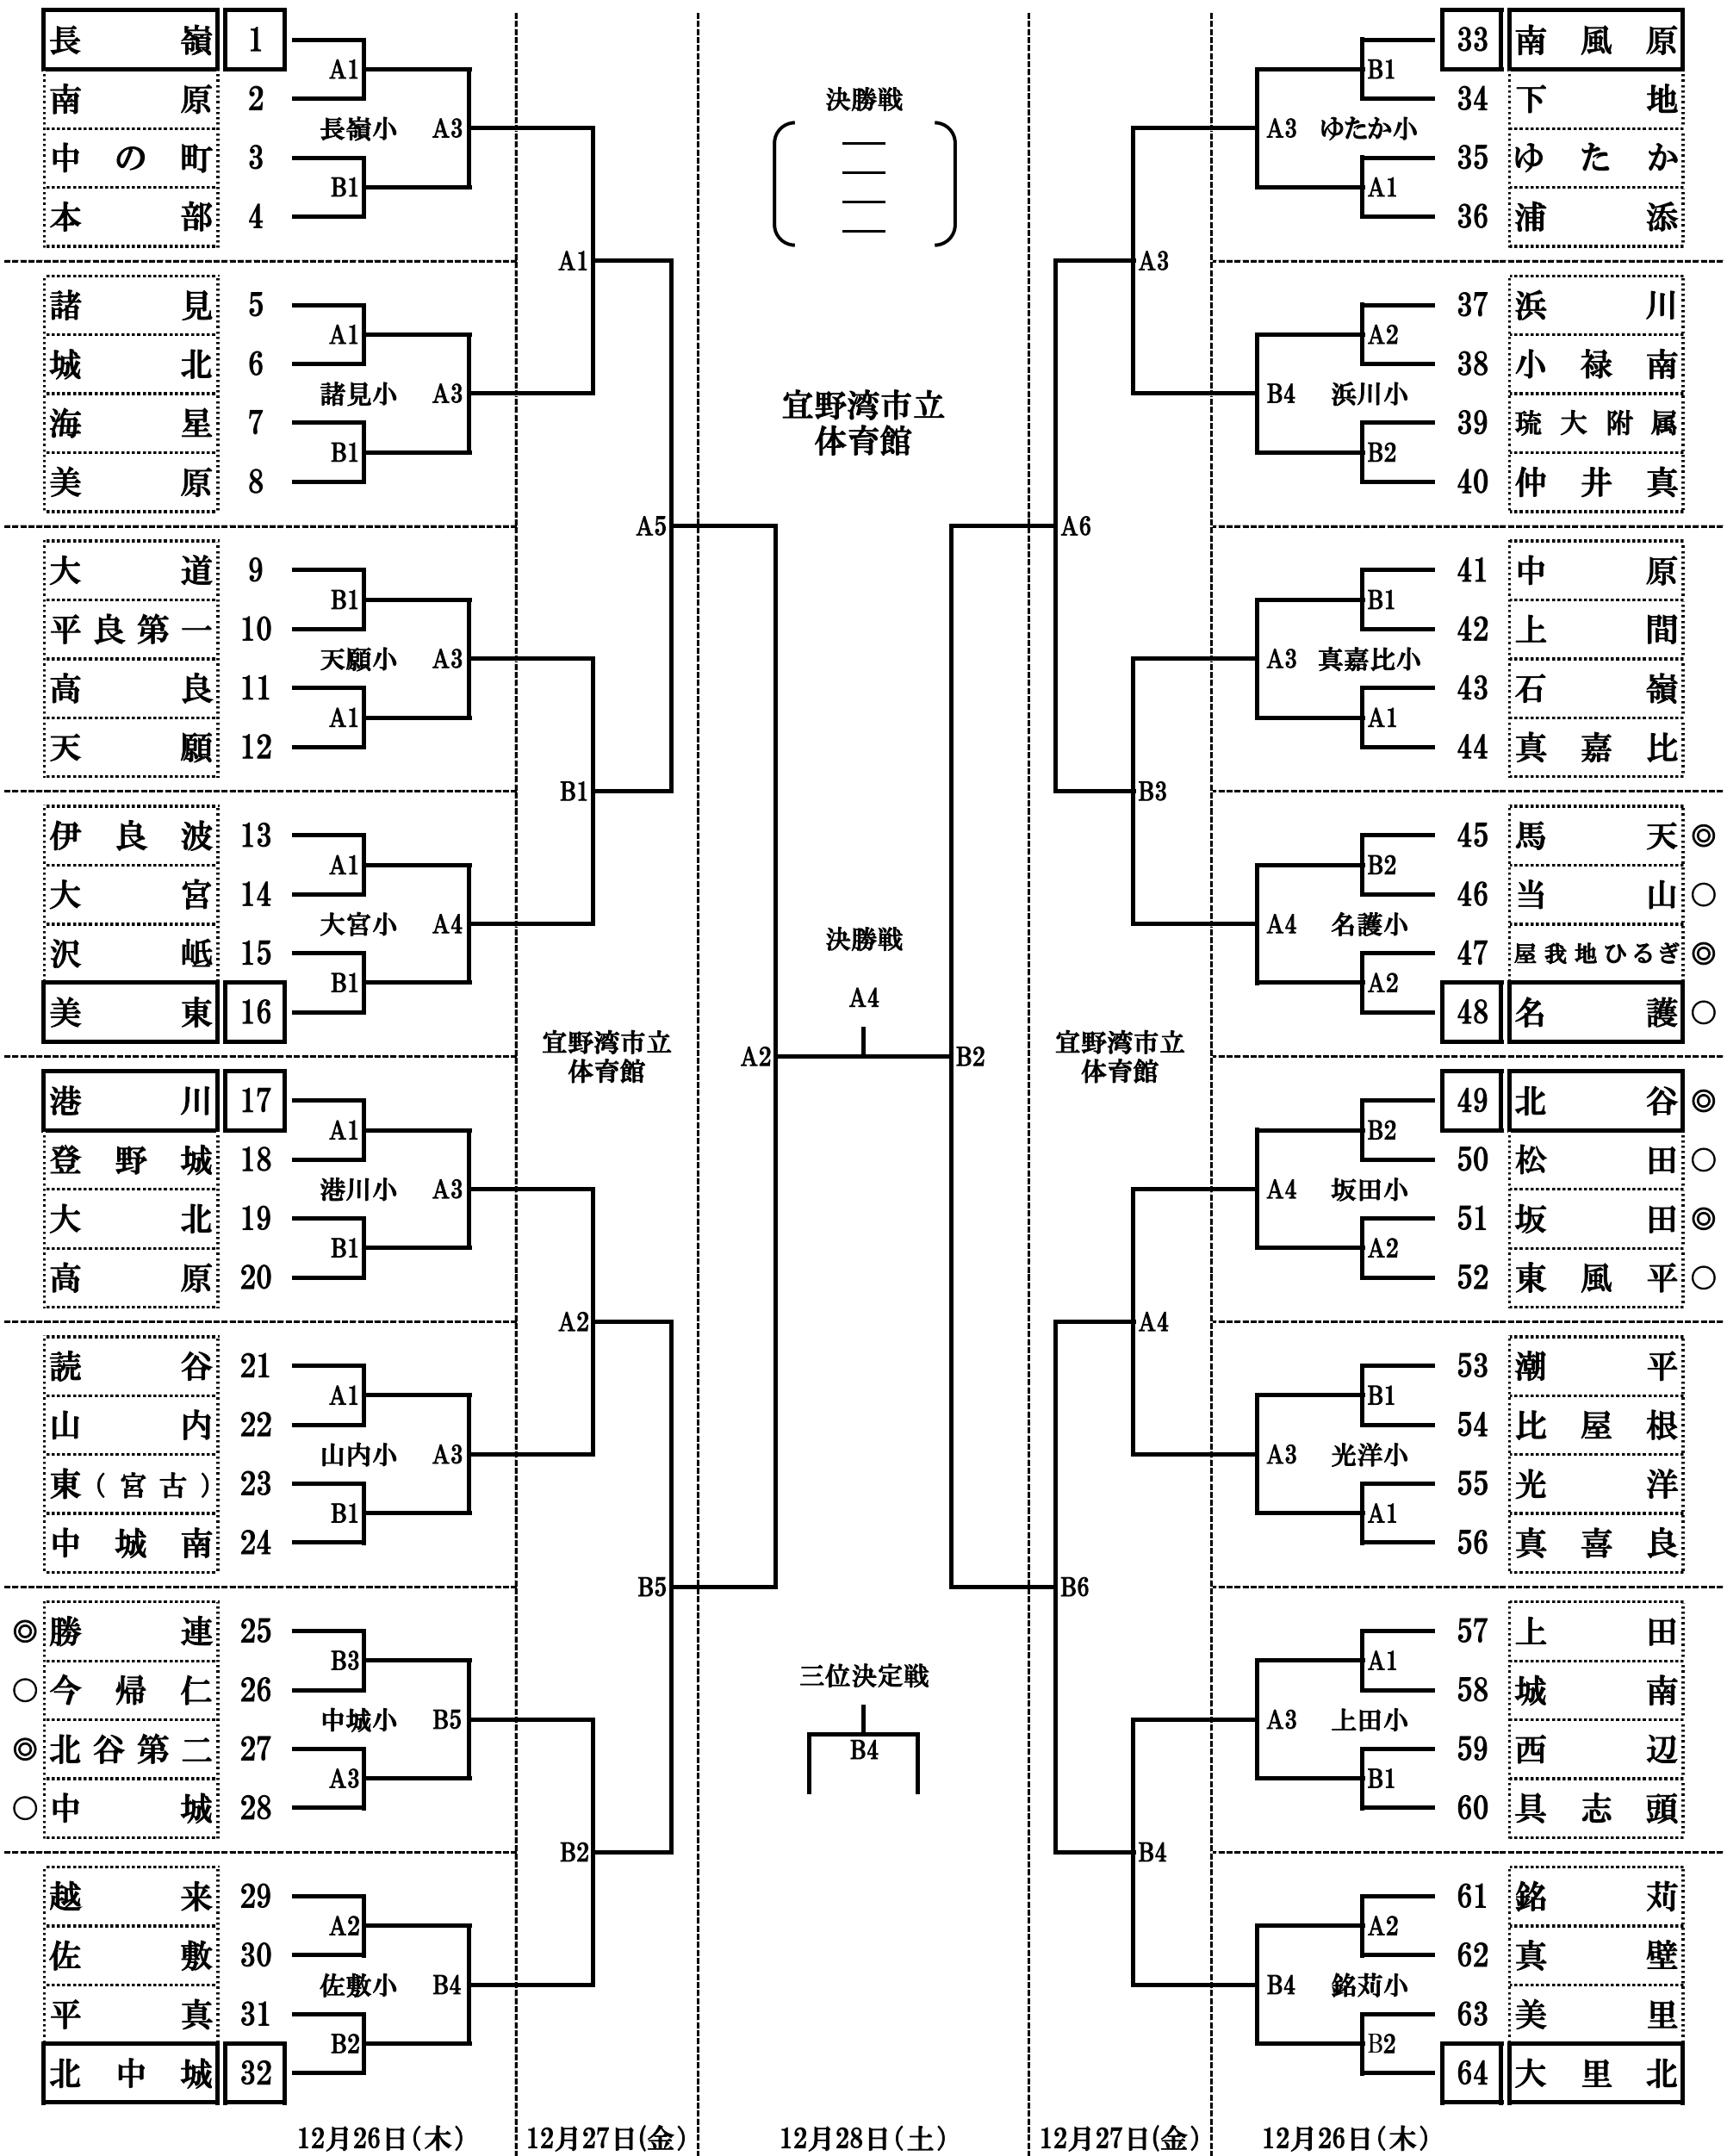 長嶺 1
南原 2
中の町 3
本部 4
A1
長嶺小 A3
B1
諸見 5
城北 6
海星 7
美原 8
A1
諸見小 A3
B1
大道 9
平良第一 10
高良 11
天願 12
B1
天願小 A3
A1
伊良波 13
大宮 14
沢岻 15
美東 16
A1
大宮小 A4
B1
港川 17
登野城 18
大北 19
高原 20
A1
港川小 A3
B1
読谷 21
山内 22
東(宮古) 23
中城南 24
A1
山内小 A3
B1
◎ 勝連 25
○ 今帰仁 26
◎ 北谷第二 27
○ 中城 28
B3
中城小 B5
A3
越来 29
佐敷 30
平真 31
北中城 32
A2
佐敷小 B4
B2
12月26日(木)
A1
B1
A2
B2
A5
B5
宜野湾市立
体育館
12月27日(金)
決勝戦
宜野湾市立
体育館
決勝戦
A4
A2
B2
三位決定戦
B4
12月28日(土)
A6
B6
A3
B3
A4
B4
宜野湾市立
体育館
12月27日(金)
33 南風原
34 下地
35 ゆたか
36 浦添
B1
A3 ゆたか小
A1
37 浜川
38 小禄南
39 琉大附属
40 仲井真
A2
B4 浜川小
B2
41 中原
42 上間
43 石嶺
44 真嘉比
B1
A3 真嘉比小
A1
45 馬天 ◎
46 当山 ○
47 屋我地ひるぎ ◎
48 名護 ○
B2
A4 名護小
A2
49 北谷 ◎
50 松田 ○
51 坂田 ◎
52 東風平 ○
B2
A4 坂田小
A2
53 潮平
54 比屋根
55 光洋
56 真喜良
B1
A3 光洋小
A1
57 上田
58 城南
59 西辺
60 具志頭
A1
A3 上田小
B1
61 銘苅
62 真壁
63 美里
64 大里北
A2
B4 銘苅小
B2
12月26日(木)